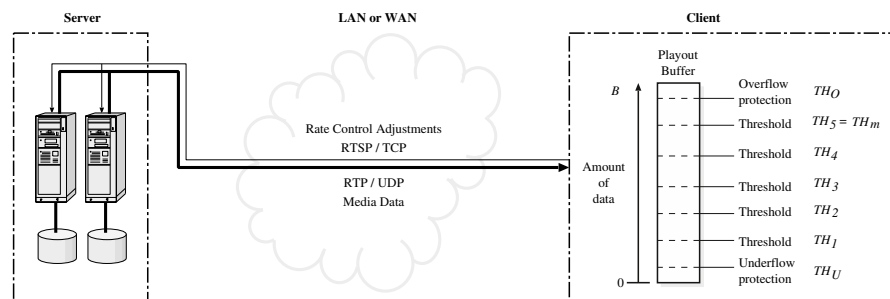 Server
LAN or WAN
Client
Playout
Buffer
B
Overflow
protection
TH_O
Threshold
TH_5 = TH_m
Rate Control Adjustments
RTSP / TCP
Threshold
TH_4
Amount
of
data
Threshold
TH_3
RTP / UDP
Media Data
Threshold
TH_2
Threshold
TH_1
Underflow
protection
TH_U
0